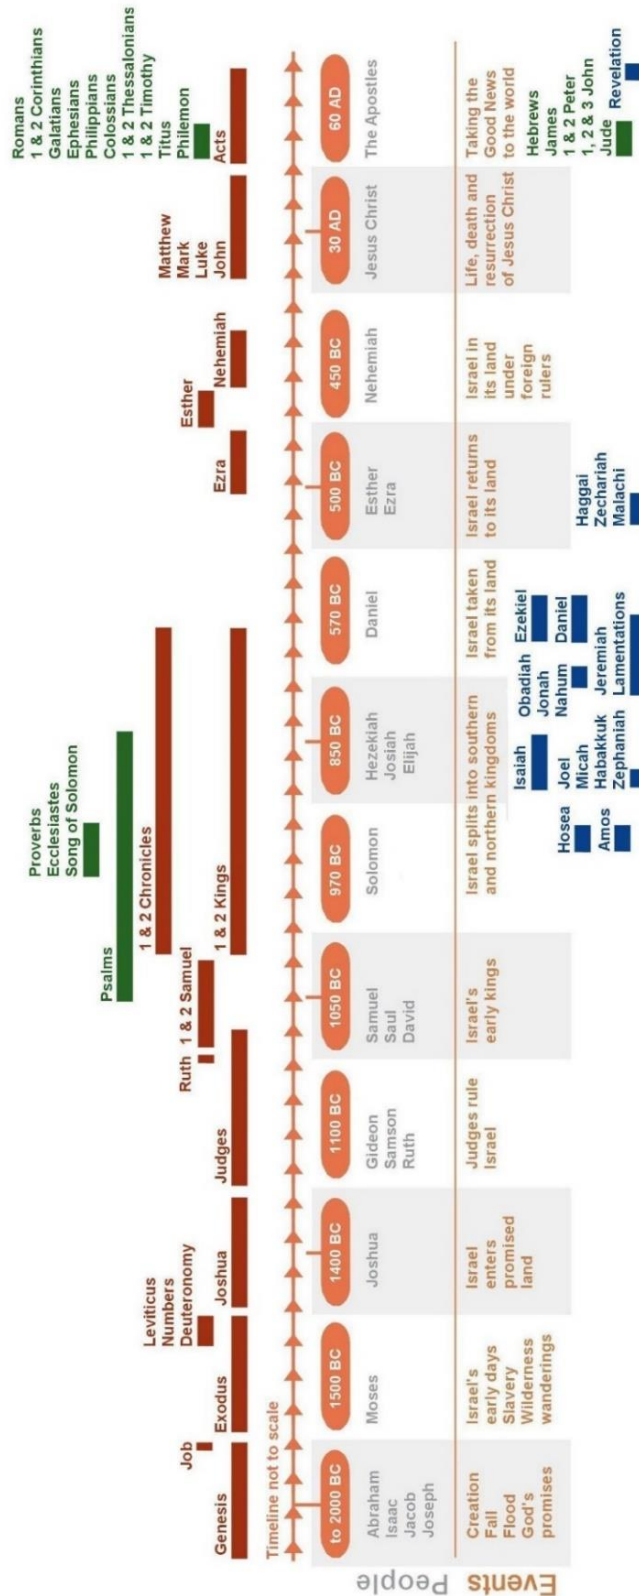 Romans
1 & 2 Corinthians
Galatians
Ephesians
Philippians
Colossians
1 & 2 Thessalonians
1 & 2 Timothy
Titus
Philemon
Proverbs
Ecclesiastes
Song of Solomon
Psalms
1 & 2 Chronicles
Leviticus
Numbers
Deuteronomy
Job
Ruth
1 & 2 Samuel
Esther
Matthew
Mark
Luke
John
Genesis
Exodus
Joshua
Judges
1 & 2 Kings
Ezra
Nehemiah
Acts
Timeline not to scale
to 2000 BC
1500 BC
1400 BC
1100 BC
1050 BC
970 BC
850 BC
570 BC
500 BC
450 BC
30 AD
60 AD
People
Abraham
Isaac
Jacob
Joseph
Moses
Joshua
Gideon
Samson
Ruth
Samuel
Saul
David
Solomon
Hezekiah
Josiah
Elijah
Daniel
Esther
Ezra
Nehemiah
Jesus Christ
The Apostles
Events
Creation
Fall
Flood
God's
promises
Israel's
early days
Slavery
Wilderness
wanderings
Israel
enters
promised
land
Judges rule
Israel
Israel's
early kings
Israel splits into southern
and northern kingdoms
Israel taken
from its land
Israel returns
to its land
Israel in
its land
under
foreign
rulers
Life, death and
resurrection
of Jesus Christ
Taking the
Good News
to the world
Hosea
Amos
Isaiah
Joel
Micah
Habakkuk
Zephaniah
Obadiah
Jonah
Nahum
Jeremiah
Lamentations
Ezekiel
Daniel
Haggai
Zechariah
Malachi
Hebrews
James
1 & 2 Peter
1, 2 & 3 John
Jude
Revelation